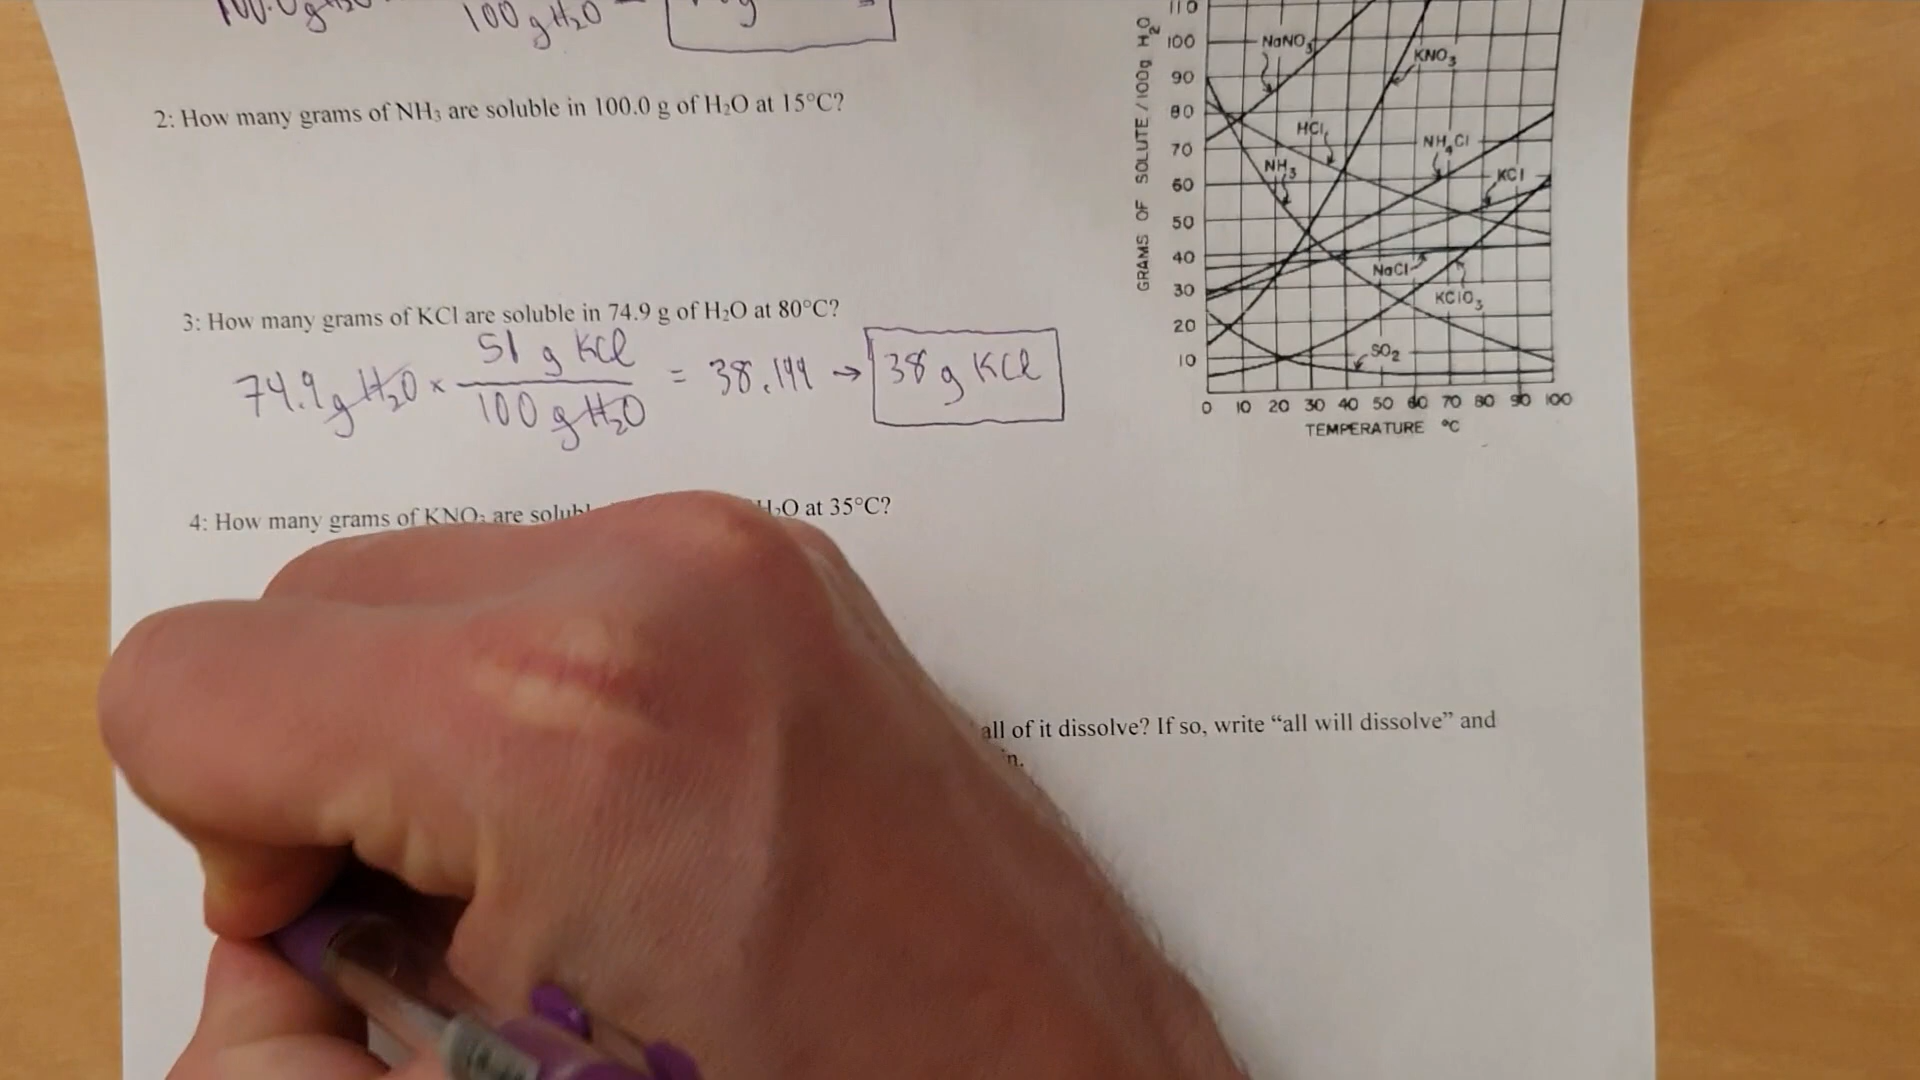 100.0 g H₂O
100 g H₂O
2: How many grams of NH₃ are soluble in 100.0 g of H₂O at 15°C?
3: How many grams of KCl are soluble in 74.9 g of H₂O at 80°C?
74.9 g H₂O × 51 g KCl / 100 g H₂O = 38.199 → 38 g KCl
4: How many grams of KNO₃ are H₂O at 35°C?
all of it dissolve? If so, write “all will dissolve” and
GRAMS OF SOLUTE / 100g H₂O
110
100
90
80
70
60
50
40
30
20
10
NaNO₃
KNO₃
HCl
NH₄Cl
NH₃
KCl
NaCl
KClO₃
SO₂
0 10 20 30 40 50 60 70 80 90 100
TEMPERATURE °C